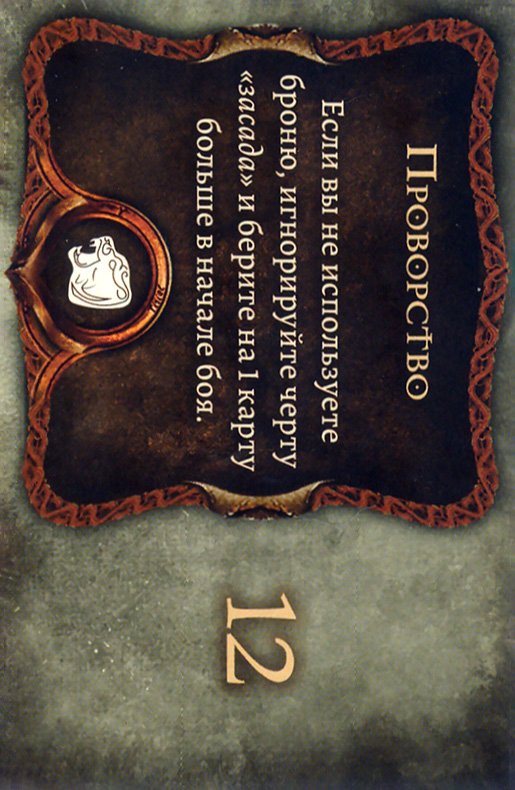 Проворство
Если вы не используете
броню, игнорируйте черту
«засада» и берите на 1 карту
больше в начале боя.
12